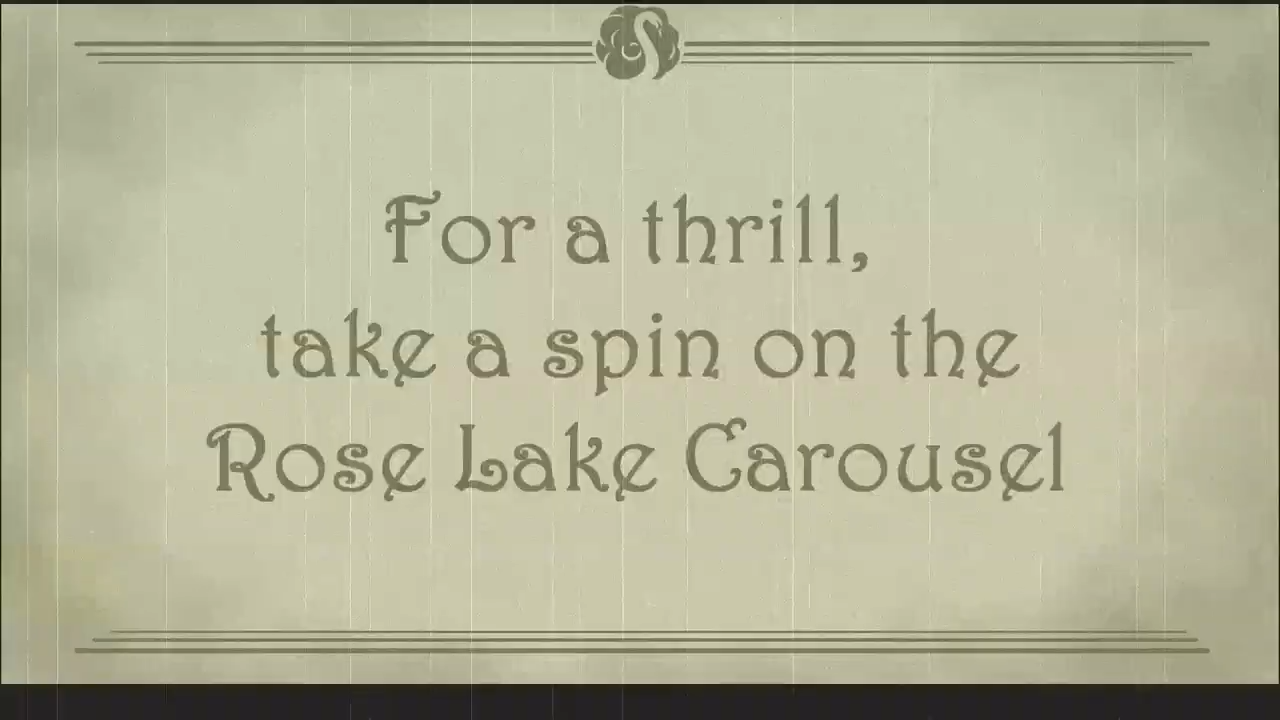 For a thrill,
take a spin on the
Rose Lake Carousel